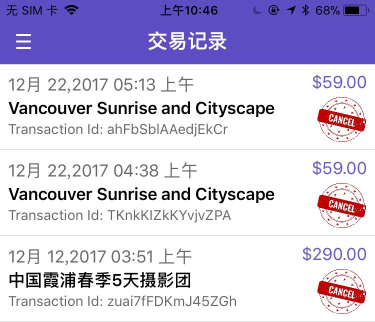 无 SIM 卡 上午10:46 68%
交易记录
12月 22,2017 05:13 上午 $59.00
Vancouver Sunrise and Cityscape
Transaction Id: ahFbSblAAedjEkCr
CANCEL
12月 22,2017 04:38 上午 $59.00
Vancouver Sunrise and Cityscape
Transaction Id: TKnkKIZkKYvjvZPA
CANCEL
12月 12,2017 03:51 上午 $290.00
中国霞浦春季5天摄影团
Transaction Id: zuai7fFDKmJ45ZGh
CANCEL